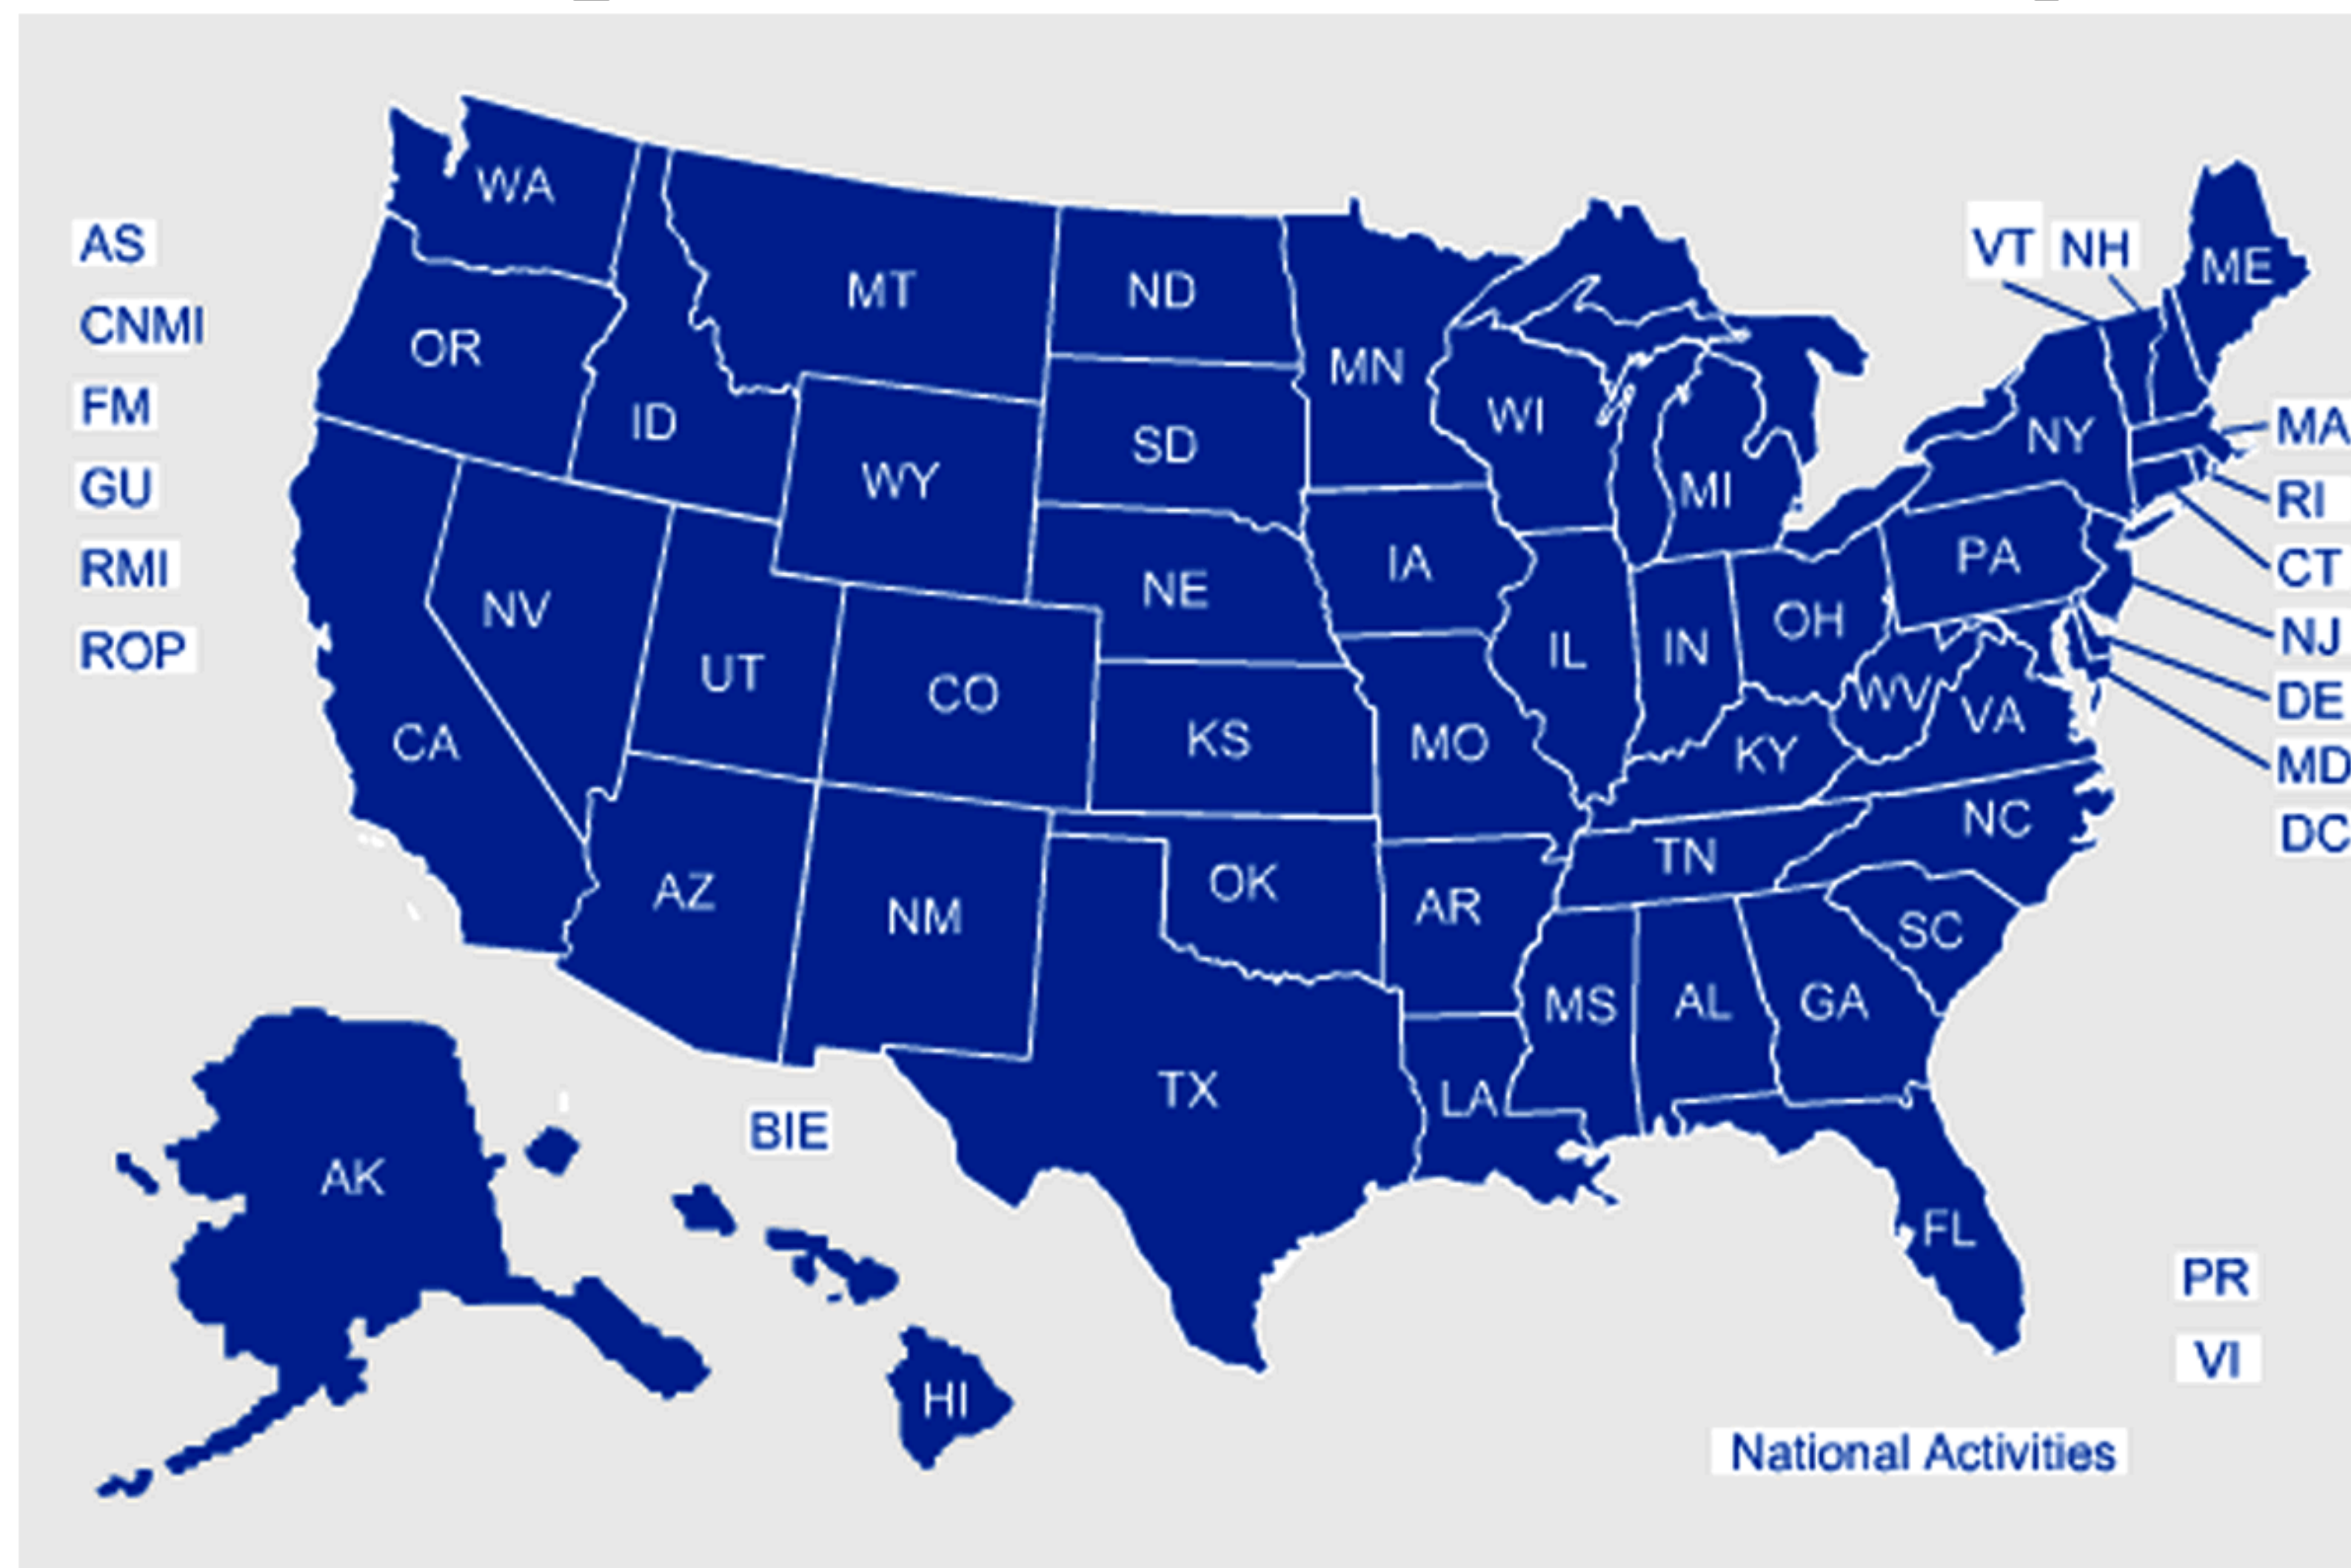 WA
VT NH
ME
AS
MT
ND
CNMI
OR
MN
FM
ID
SD
WI
NY
MA
GU
WY
MI
RI
RMI
NE
IA
PA
CT
NV
OH
NJ
ROP
UT
CO
IL
IN
WV
VA
DE
CA
KS
MO
KY
MD
TN
NC
DC
AZ
NM
OK
AR
SC
TX
LA
MS
AL
GA
BIE
AK
FL
PR
HI
VI
National Activities